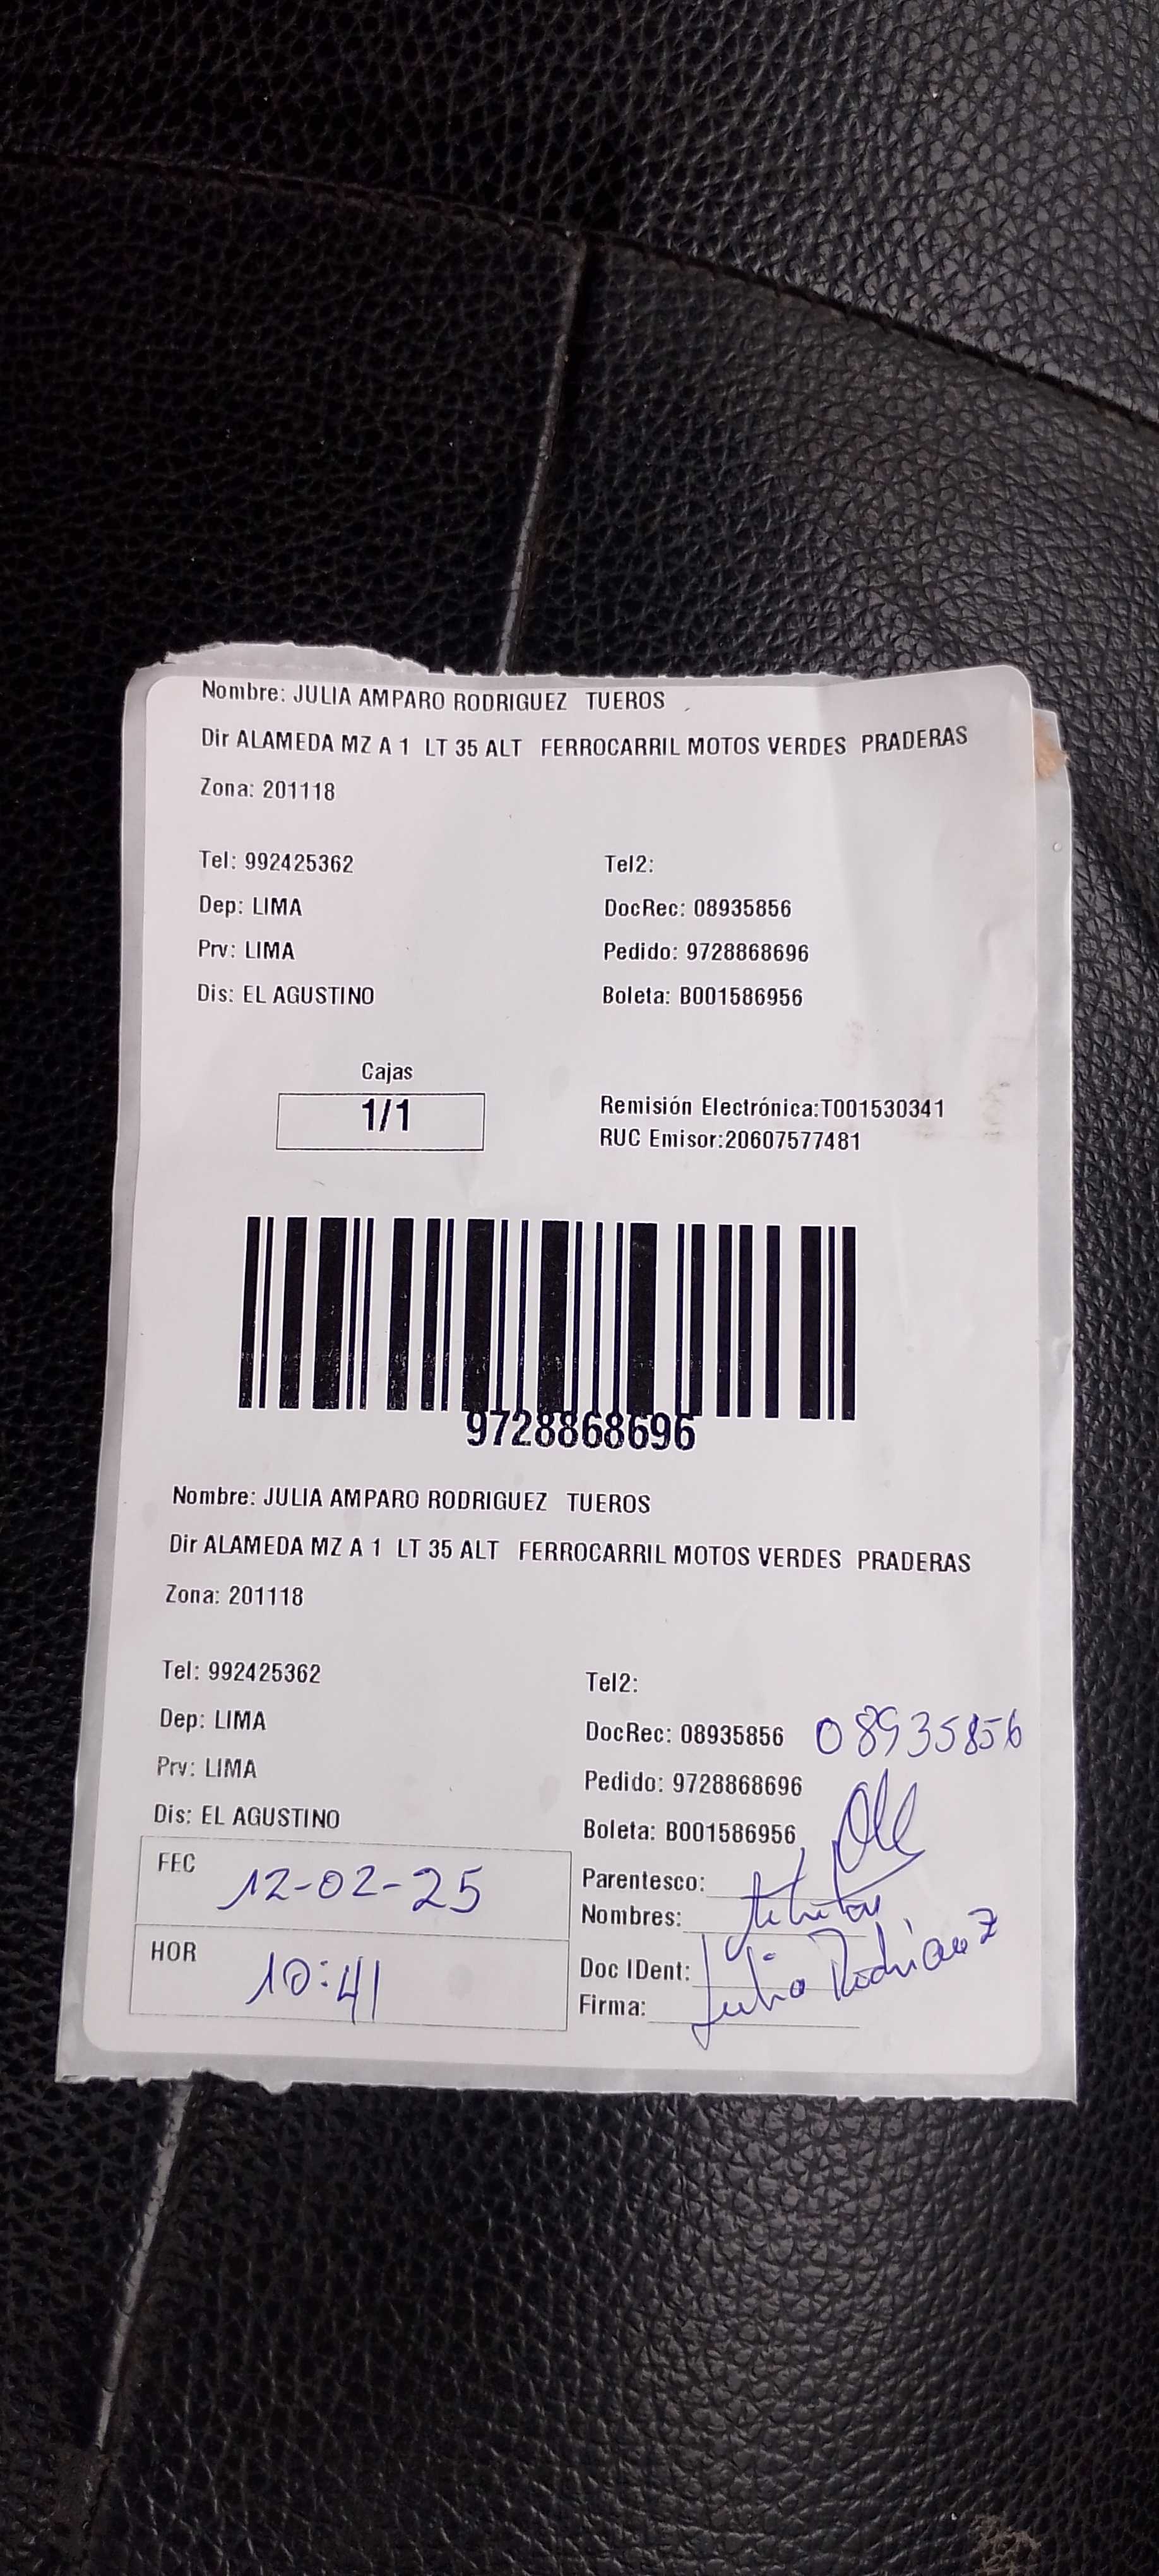 Nombre: JULIA AMPARO RODRIGUEZ TUEROS
Dir ALAMEDA MZ A 1 LT 35 ALT FERROCARRIL MOTOS VERDES PRADERAS
Zona: 201118
Tel: 992425362 Tel2:
Dep: LIMA DocRec: 08935856
Prv: LIMA Pedido: 9728868696
Dis: EL AGUSTINO Boleta: B001586956
Cajas
1/1
Remisión Electrónica:T001530341
RUC Emisor:20607577481
9728868696
Nombre: JULIA AMPARO RODRIGUEZ TUEROS
Dir ALAMEDA MZ A 1 LT 35 ALT FERROCARRIL MOTOS VERDES PRADERAS
Zona: 201118
Tel: 992425362 Tel2:
Dep: LIMA DocRec: 08935856 08935856
Prv: LIMA Pedido: 9728868696
Dis: EL AGUSTINO Boleta: B001586956
FEC 12-02-25
HOR 10:41
Parentesco:
Nombres:
Doc IDent: Julia Rodriguez
Firma: